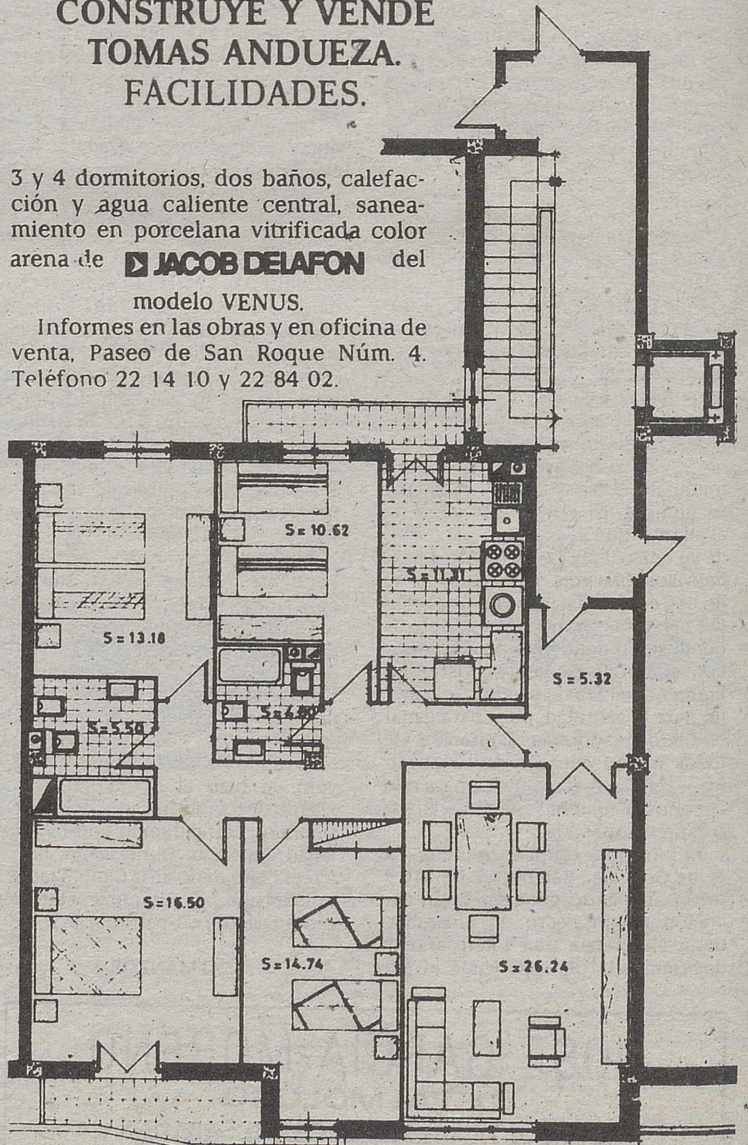 CONSTRUYE Y VENDE
TOMAS ANDUEZA.
FACILIDADES.
3 y 4 dormitorios, dos baños, calefac-
ción y agua caliente central, sanea-
miento en porcelana vitrificada color
arena de JACOB DELAFON del
modelo VENUS.
Informes en las obras y en oficina de
venta, Paseo de San Roque Núm. 4.
Teléfono 22 14 10 y 22 84 02.
S= 10.62
S= 11.31
S= 13.18
S= 5.32
S= 5.50
S=16.50
S=14.74
S=26.24